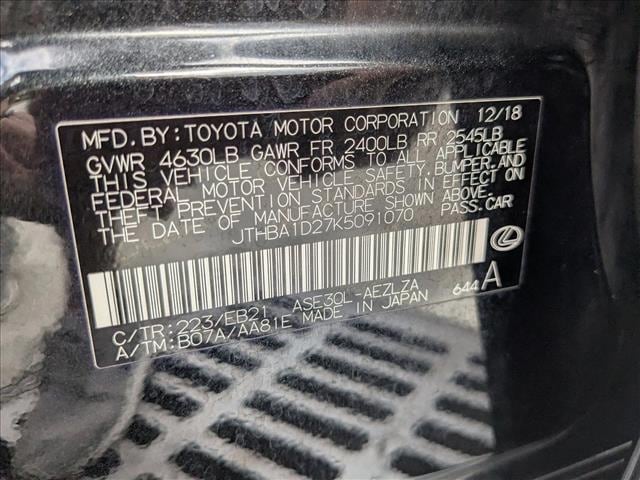 MFD. BY: TOYOTA MOTOR CORPORATION 12/18
GVWR 4630LB GAWR FR 2400LB RR 2545LB
THIS VEHICLE CONFORMS TO ALL APPLICABLE
FEDERAL MOTOR VEHICLE SAFETY, BUMPER, AND
THEFT PREVENTION STANDARDS IN EFFECT ON
THE DATE OF MANUFACTURE SHOWN ABOVE.
JTHBA1D27K5091070 PASS. CAR
C/TR: 223/EB21 ASE30L-AEZLZA 644 A
A/TM: B07A/AA81E MADE IN JAPAN